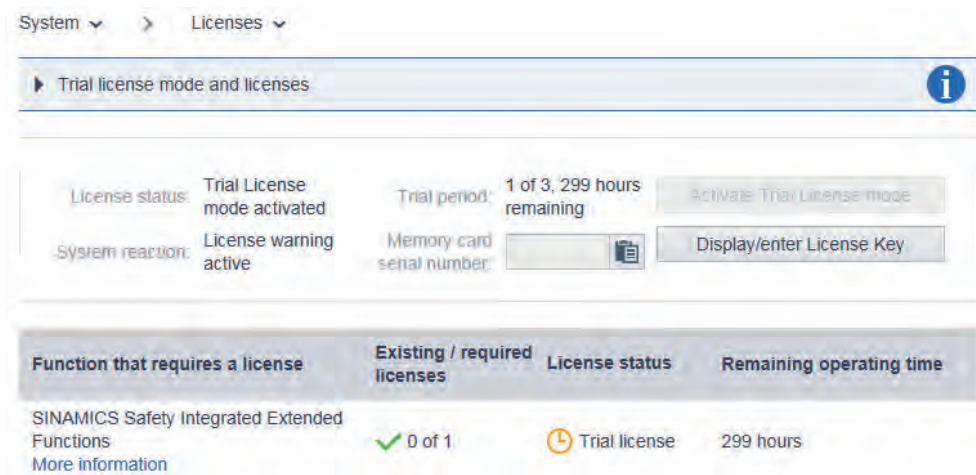 System > Licenses
Trial license mode and licenses
License status: Trial License mode activated
Trial period: 1 of 3, 299 hours remaining
Activate Trial License mode
System reaction: License warning active
Memory card serial number:
Display/enter License Key
Function that requires a license
Existing / required licenses
License status
Remaining operating time
SINAMICS Safety Integrated Extended Functions
More information
0 of 1
Trial license
299 hours